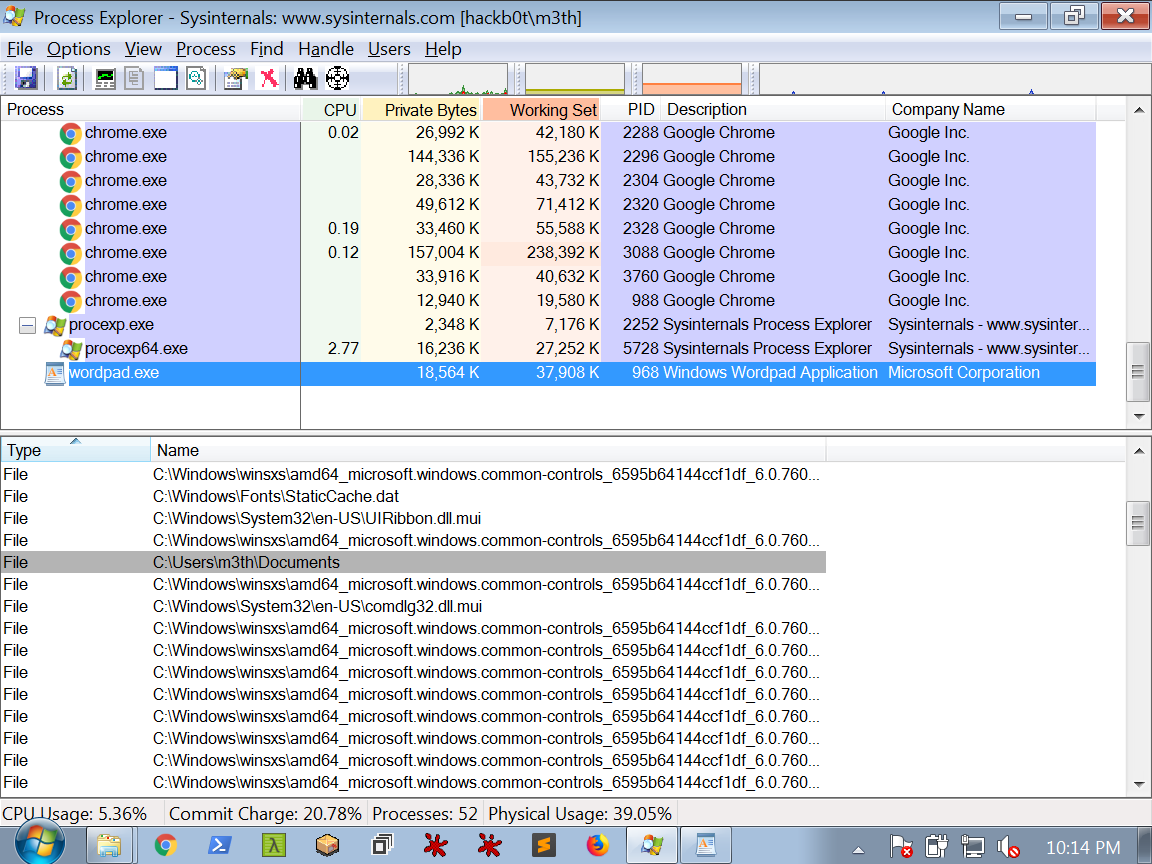 Process Explorer - Sysinternals: www.sysinternals.com [hackb0t\m3th]
File Options View Process Find Handle Users Help
Process CPU Private Bytes Working Set PID Description Company Name
chrome.exe 0.02 26,992 K 42,180 K 2288 Google Chrome Google Inc.
chrome.exe 144,336 K 155,236 K 2296 Google Chrome Google Inc.
chrome.exe 28,336 K 43,732 K 2304 Google Chrome Google Inc.
chrome.exe 49,612 K 71,412 K 2320 Google Chrome Google Inc.
chrome.exe 0.19 33,460 K 55,588 K 2328 Google Chrome Google Inc.
chrome.exe 0.12 157,004 K 238,392 K 3088 Google Chrome Google Inc.
chrome.exe 33,916 K 40,632 K 3760 Google Chrome Google Inc.
chrome.exe 12,940 K 19,580 K 988 Google Chrome Google Inc.
procexp.exe 2,348 K 7,176 K 2252 Sysinternals Process Explorer Sysinternals - www.sysinter...
procexp64.exe 2.77 16,236 K 27,252 K 5728 Sysinternals Process Explorer Sysinternals - www.sysinter...
wordpad.exe 18,564 K 37,908 K 968 Windows Wordpad Application Microsoft Corporation
Type Name
File C:\Windows\winsxs\amd64_microsoft.windows.common-controls_6595b64144ccf1df_6.0.760...
File C:\Windows\Fonts\StaticCache.dat
File C:\Windows\System32\en-US\UIRibbon.dll.mui
File C:\Windows\winsxs\amd64_microsoft.windows.common-controls_6595b64144ccf1df_6.0.760...
File C:\Users\m3th\Documents
File C:\Windows\winsxs\amd64_microsoft.windows.common-controls_6595b64144ccf1df_6.0.760...
File C:\Windows\System32\en-US\comdlg32.dll.mui
File C:\Windows\winsxs\amd64_microsoft.windows.common-controls_6595b64144ccf1df_6.0.760...
File C:\Windows\winsxs\amd64_microsoft.windows.common-controls_6595b64144ccf1df_6.0.760...
File C:\Windows\winsxs\amd64_microsoft.windows.common-controls_6595b64144ccf1df_6.0.760...
File C:\Windows\winsxs\amd64_microsoft.windows.common-controls_6595b64144ccf1df_6.0.760...
File C:\Windows\winsxs\amd64_microsoft.windows.common-controls_6595b64144ccf1df_6.0.760...
File C:\Windows\winsxs\amd64_microsoft.windows.common-controls_6595b64144ccf1df_6.0.760...
File C:\Windows\winsxs\amd64_microsoft.windows.common-controls_6595b64144ccf1df_6.0.760...
File C:\Windows\winsxs\amd64_microsoft.windows.common-controls_6595b64144ccf1df_6.0.760...
CPU Usage: 5.36% Commit Charge: 20.78% Processes: 52 Physical Usage: 39.05%
10:14 PM